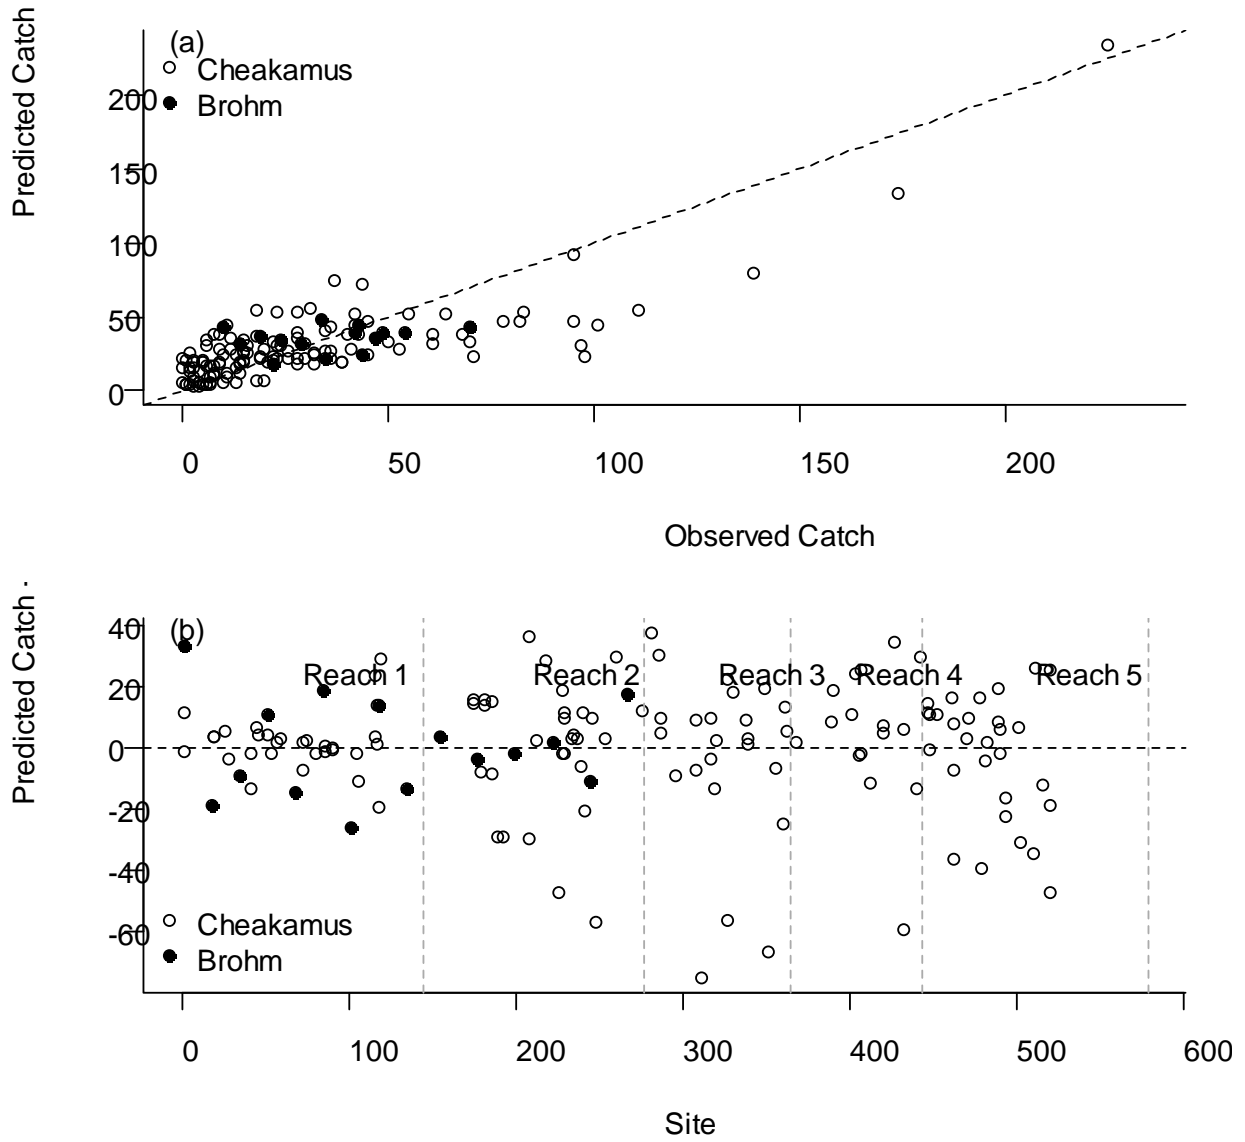 Predicted Catch
(a)
Cheakamus
Brohm
200
150
100
50
0
0 50 100 150 200
Observed Catch
Predicted Catch -
(b)
40
20
0
-20
-40
-60
Reach 1 Reach 2 Reach 3 Reach 4 Reach 5
Cheakamus
Brohm
0 100 200 300 400 500 600
Site